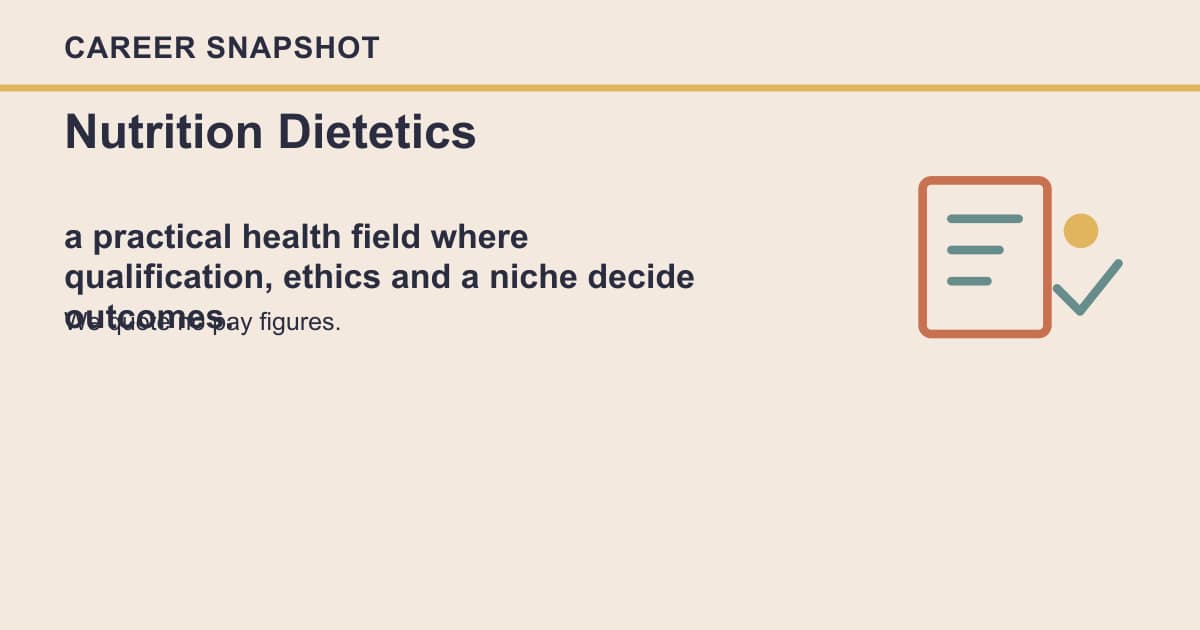 CAREER SNAPSHOT
Nutrition Dietetics
a practical health field where
qualification, ethics and a niche decide
outcomes.
We quote no pay figures.